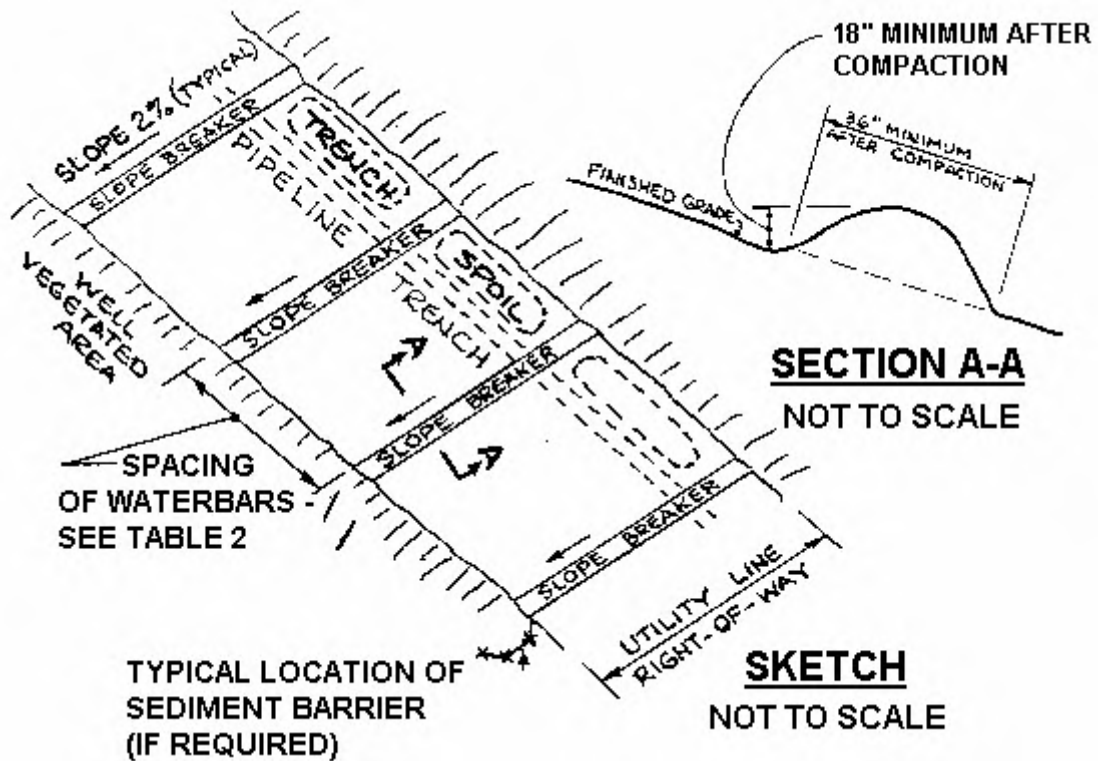 18" MINIMUM AFTER
COMPACTION
36" MINIMUM
AFTER COMPACTION
FINISHED GRADE
SECTION A-A
NOT TO SCALE
SLOPE 2% (TYPICAL)
SLOPE BREAKER
TRENCH
PIPELINE
SLOPE BREAKER
SPOIL
TRENCH
WELL
VEGETATED
AREA
A
SLOPE BREAKER
A
SPACING
OF WATERBARS -
SEE TABLE 2
SLOPE BREAKER
UTILITY LINE
RIGHT-OF-WAY
TYPICAL LOCATION OF
SEDIMENT BARRIER
(IF REQUIRED)
SKETCH
NOT TO SCALE